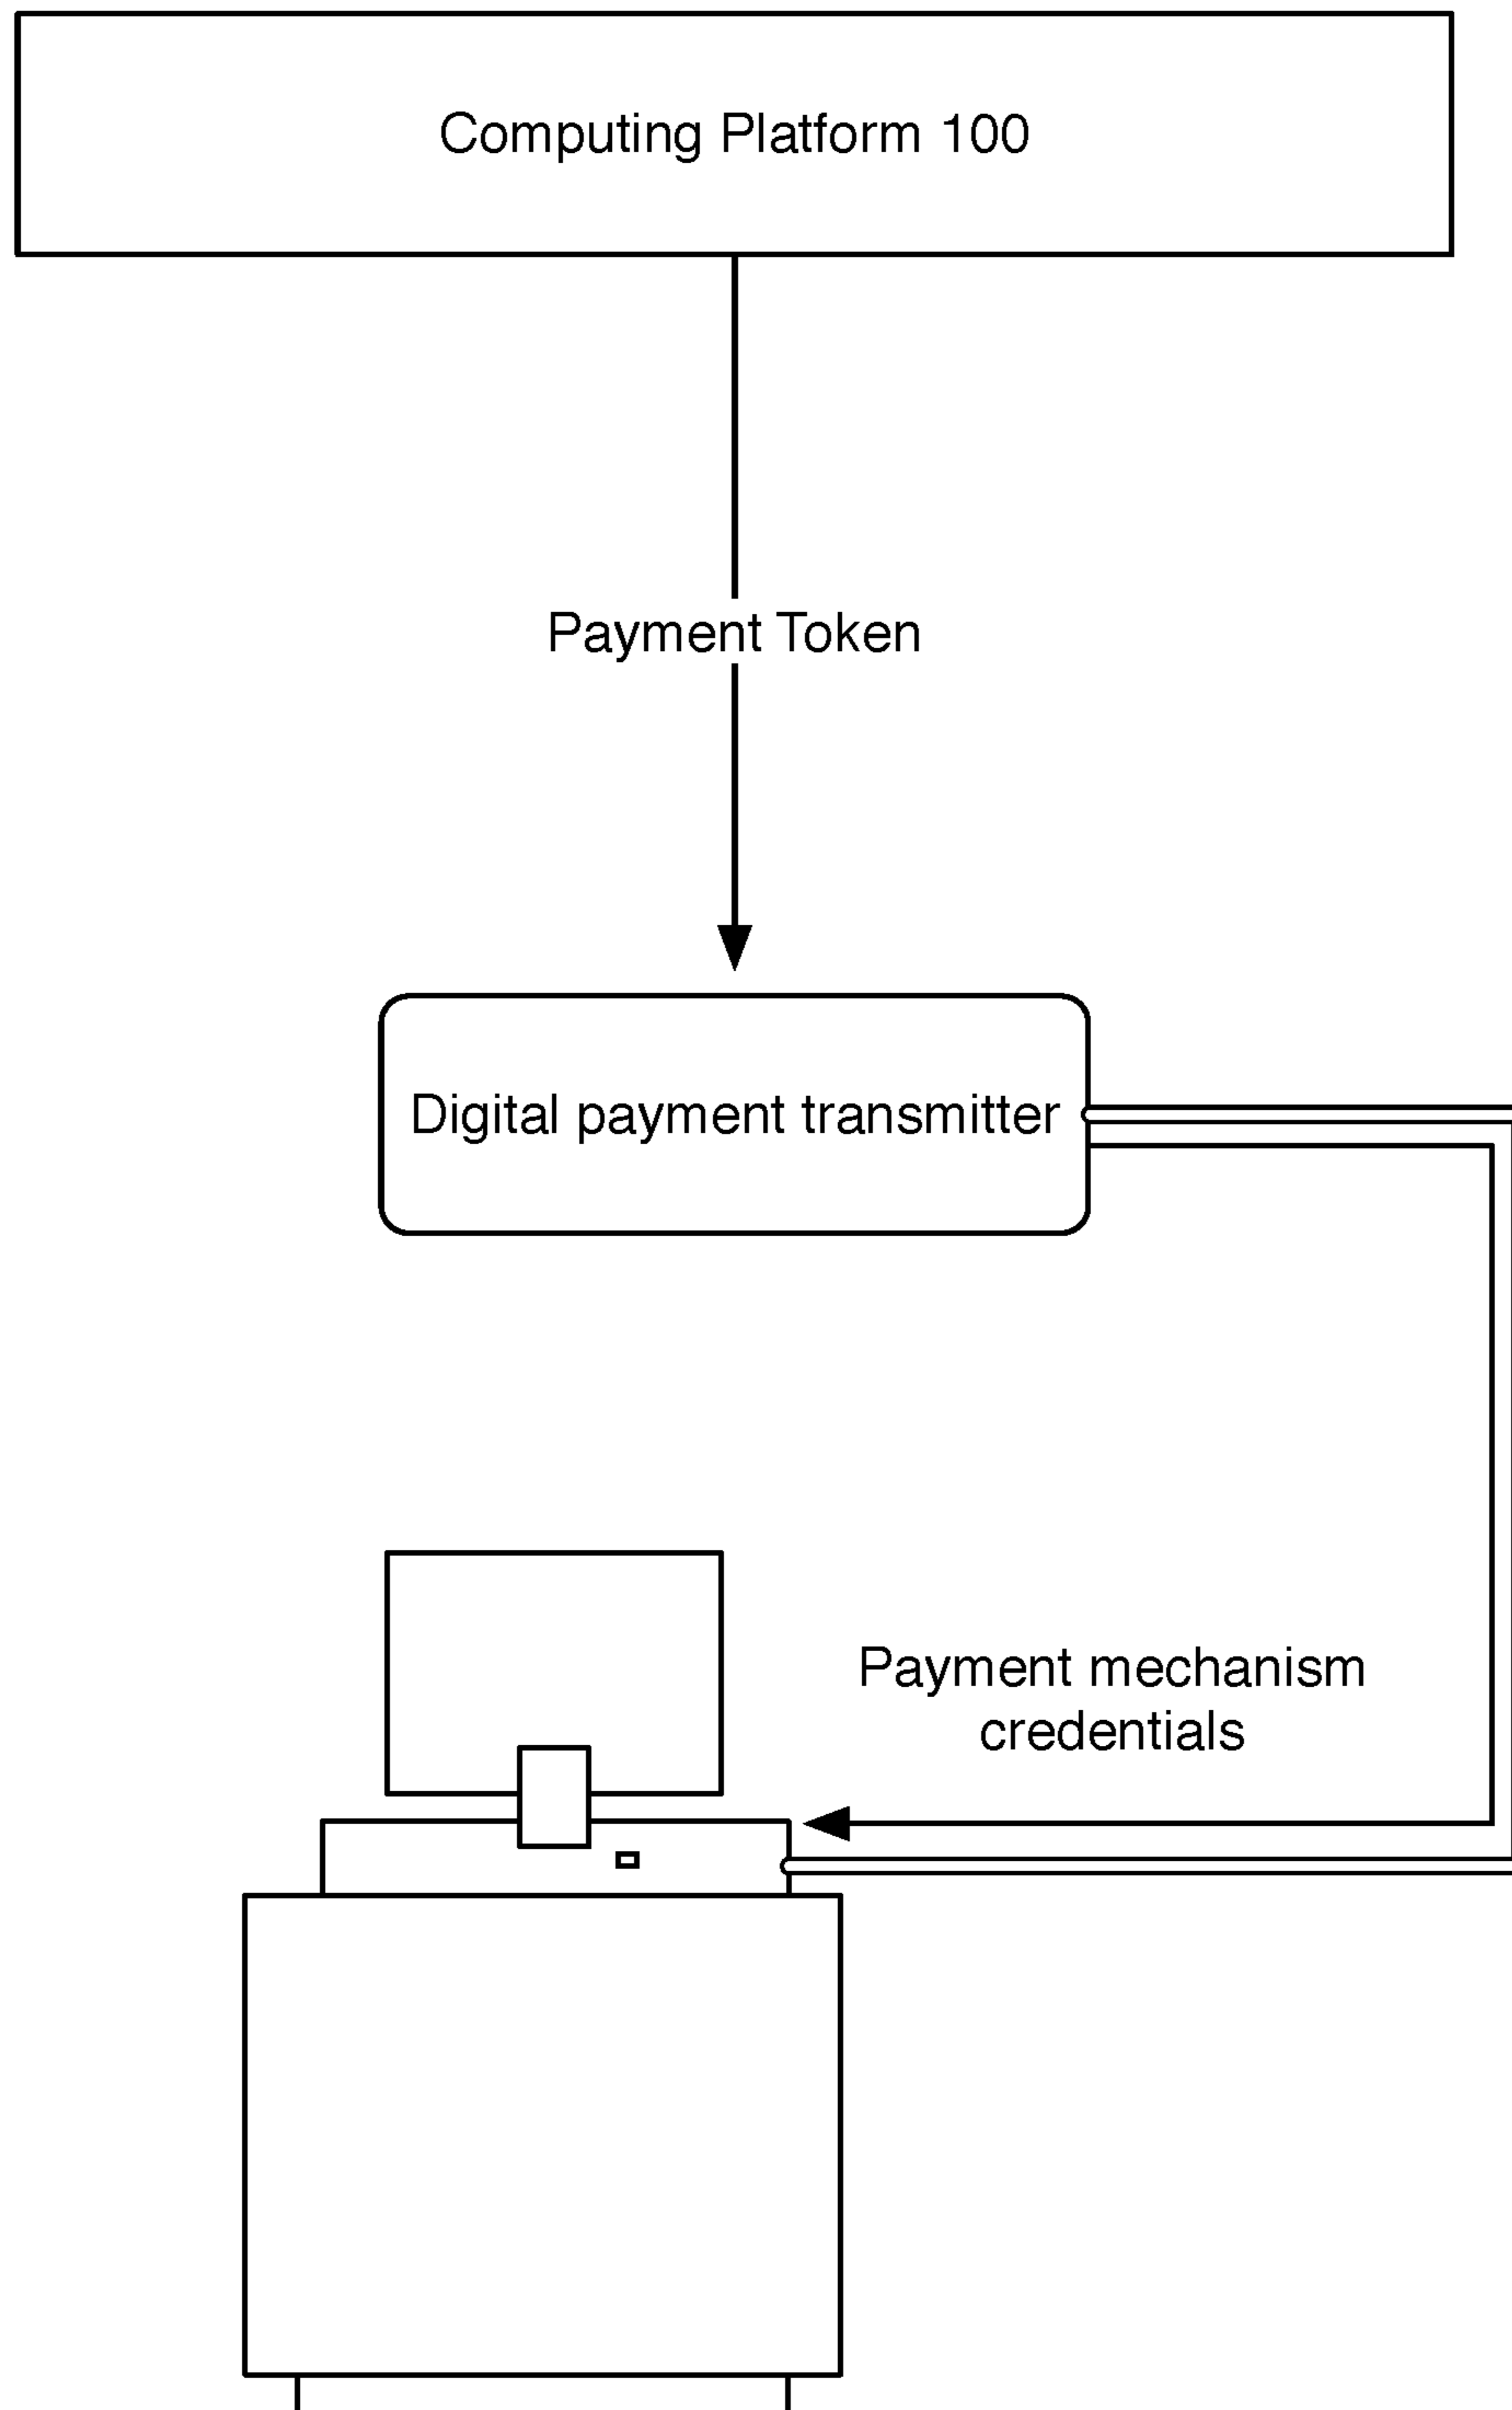 Computing Platform 100
Payment Token
Digital payment transmitter
Payment mechanism
credentials